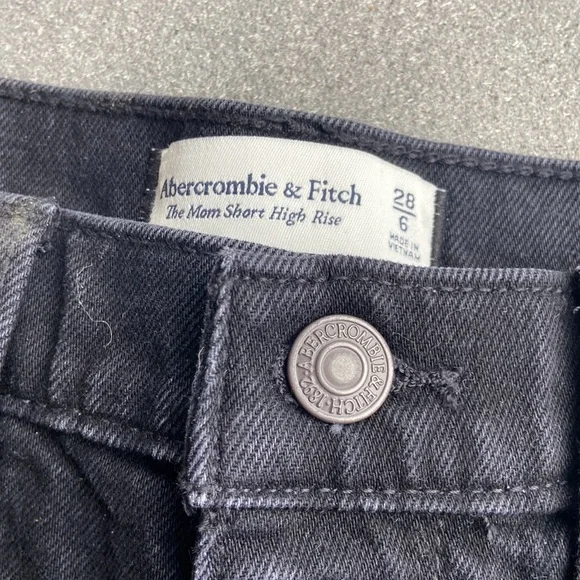 Abercrombie & Fitch
The Mom Short High Rise
28
6
MADE IN
VIETNAM
ABERCROMBIE & FITCH · 1892 ·